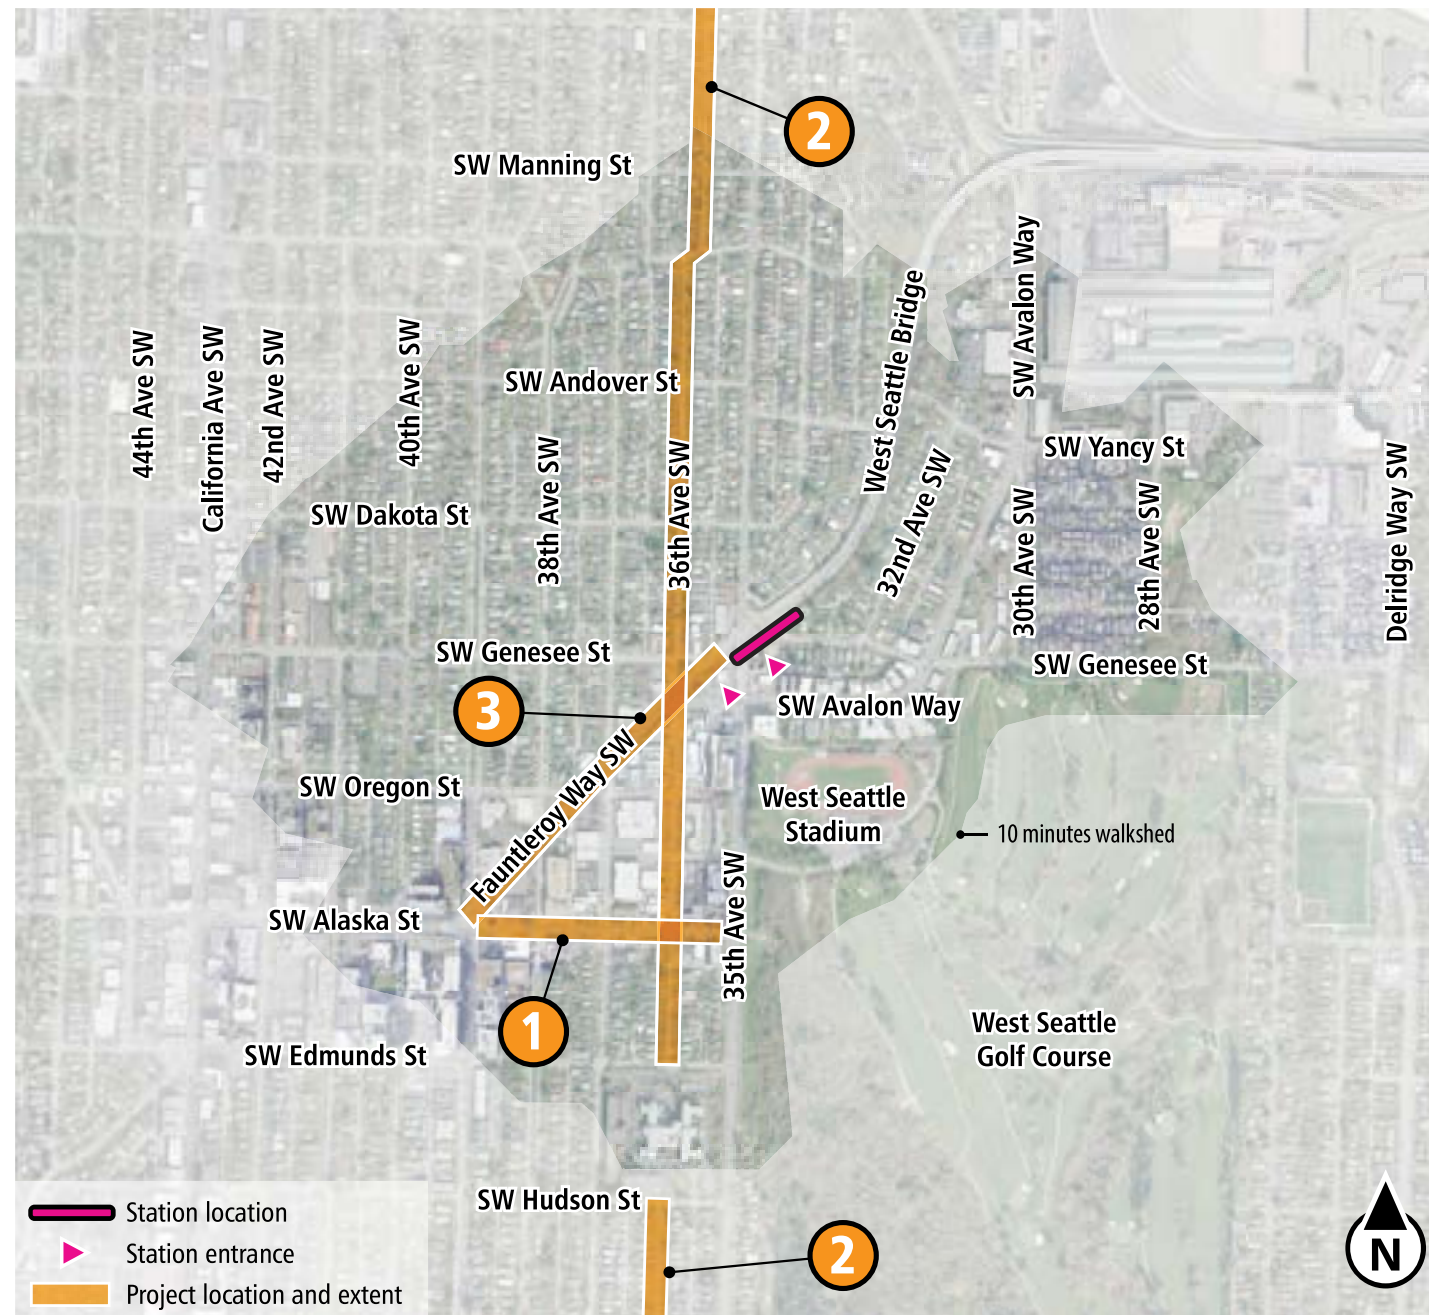 2
SW Manning St
SW Avalon Way
West Seattle Bridge
44th Ave SW
California Ave SW
42nd Ave SW
40th Ave SW
SW Andover St
38th Ave SW
36th Ave SW
SW Yancy St
32nd Ave SW
30th Ave SW
28th Ave SW
Delridge Way SW
SW Dakota St
SW Genesee St
SW Genesee St
3
SW Avalon Way
Fauntleroy Way SW
SW Oregon St
West Seattle
Stadium
10 minutes walkshed
35th Ave SW
SW Alaska St
1
SW Edmunds St
West Seattle
Golf Course
SW Hudson St
2
Station location
Station entrance
Project location and extent
N